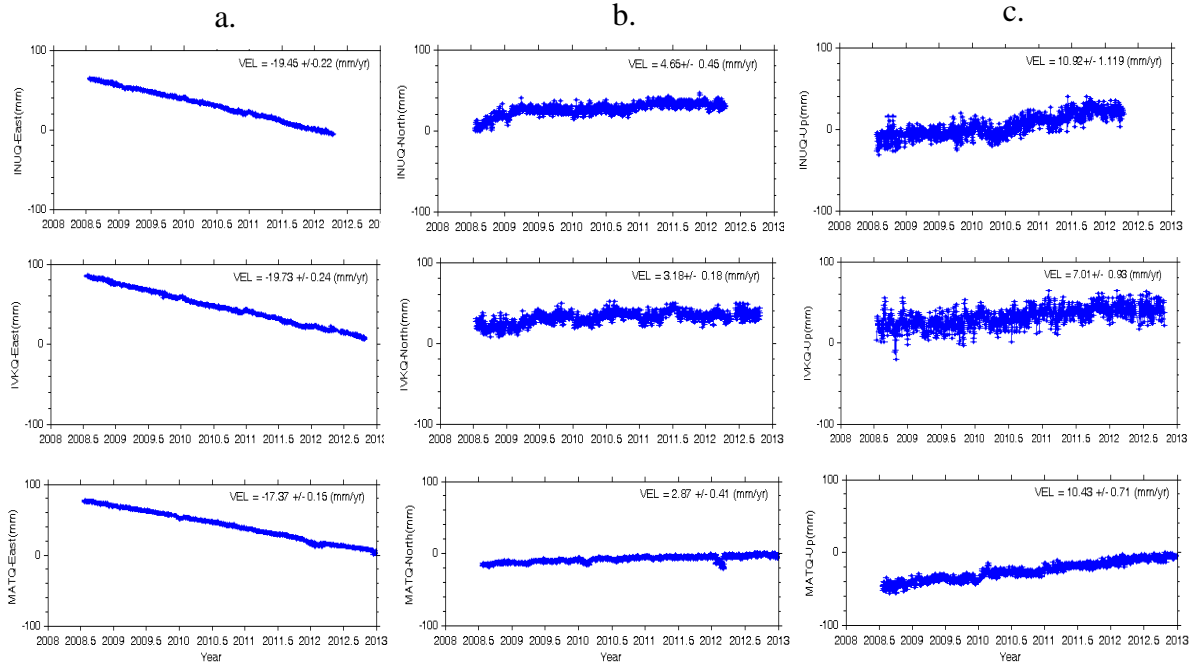 a. b. c.
100 VEL = -19.45 +/-0.22 (mm/yr)
INUQ-East(mm)
0
-100
2008 2008.5 2009 2009.5 2010 2010.5 2011 2011.5 2012 2012.5 20
100 VEL = 4.65+/- 0.45 (mm/yr)
INUQ-North(mm)
0
-100
2008 2008.5 2009 2009.5 2010 2010.5 2011 2011.5 2012 2012.5 2013
100 VEL = 10.92+/- 1.119 (mm/yr)
INUQ-Up(mm)
0
-100
2008 2008.5 2009 2009.5 2010 2010.5 2011 2011.5 2012 2012.5 2013
100 VEL = -19.73 +/- 0.24 (mm/yr)
IVKQ-East(mm)
0
-100
2008 2008.5 2009 2009.5 2010 2010.5 2011 2011.5 2012 2012.5 201
100 VEL = 3.18+/- 0.18 (mm/yr)
IVKQ-North(mm)
0
-100
2008 2008.5 2009 2009.5 2010 2010.5 2011 2011.5 2012 2012.5 2013
100 VEL = 7.01+/- 0.93 (mm/yr)
IVKQ-Up(mm)
0
-100
2008 2008.5 2009 2009.5 2010 2010.5 2011 2011.5 2012 2012.5 2013
100 VEL = -17.37 +/- 0.15 (mm/yr)
MATQ-East(mm)
0
-100
2008 2008.5 2009 2009.5 2010 2010.5 2011 2011.5 2012 2012.5 2013
Year
100 VEL = 2.87 +/- 0.41 (mm/yr)
MATQ-North(mm)
0
-100
2008 2008.5 2009 2009.5 2010 2010.5 2011 2011.5 2012 2012.5 2013
Year
100 VEL = 10.43 +/- 0.71 (mm/yr)
MATQ-Up(mm)
0
-100
2008 2008.5 2009 2009.5 2010 2010.5 2011 2011.5 2012 2012.5 2013
Year